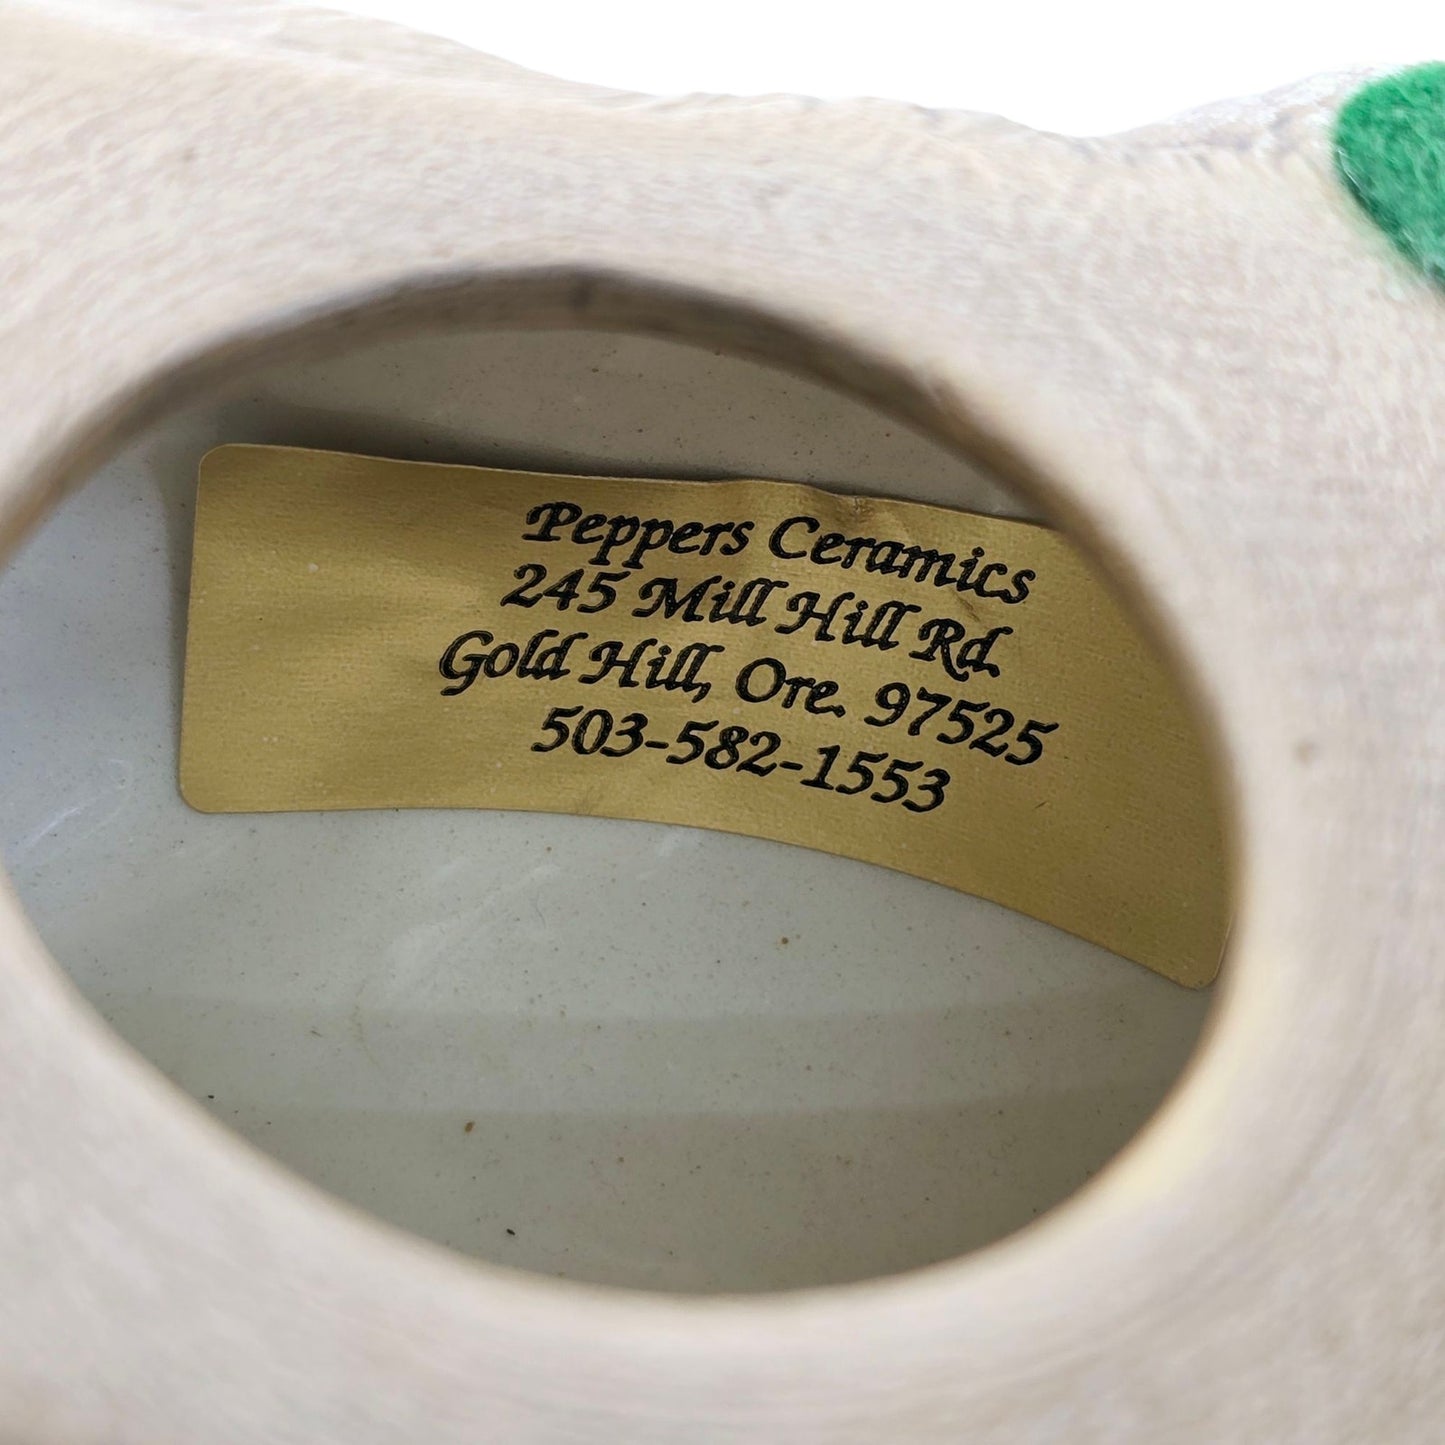 Peppers Ceramics
245 Mill Hill Rd.
Gold Hill, Ore. 97525
503-582-1553